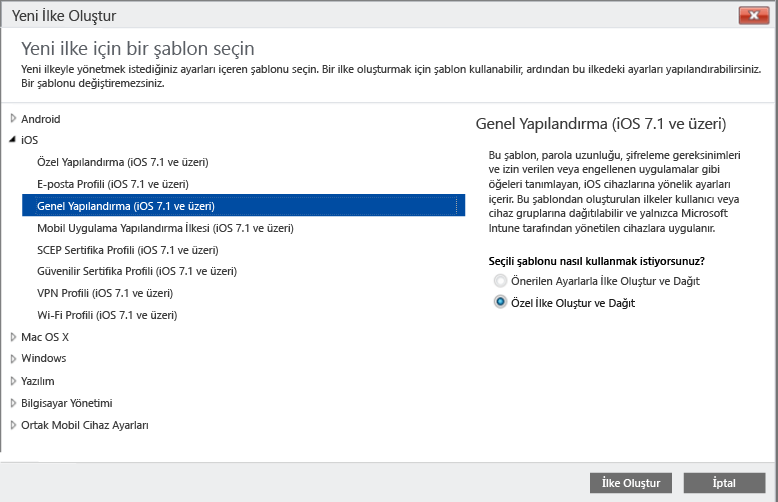 Yeni İlke Oluştur
Yeni ilke için bir şablon seçin
Yeni ilkeyle yönetmek istediğiniz ayarları içeren şablonu seçin. Bir ilke oluşturmak için şablon kullanabilir, ardından bu ilkedeki ayarları yapılandırabilirsiniz.
Bir şablonu değiştiremezsiniz.
Android
iOS
Özel Yapılandırma (iOS 7.1 ve üzeri)
E-posta Profili (iOS 7.1 ve üzeri)
Genel Yapılandırma (iOS 7.1 ve üzeri)
Mobil Uygulama Yapılandırma İlkesi (iOS 7.1 ve üzeri)
SCEP Sertifika Profili (iOS 7.1 ve üzeri)
Güvenilir Sertifika Profili (iOS 7.1 ve üzeri)
VPN Profili (iOS 7.1 ve üzeri)
Wi-Fi Profili (iOS 7.1 ve üzeri)
Mac OS X
Windows
Yazılım
Bilgisayar Yönetimi
Ortak Mobil Cihaz Ayarları
Genel Yapılandırma (iOS 7.1 ve üzeri)
Bu şablon, parola uzunluğu, şifreleme gereksinimleri
ve izin verilen veya engellenen uygulamalar gibi
öğeleri tanımlayan, iOS cihazlarına yönelik ayarları
içerir. Bu şablondan oluşturulan ilkeler kullanıcı veya
cihaz gruplarına dağıtılabilir ve yalnızca Microsoft
Intune tarafından yönetilen cihazlara uygulanır.
Seçili şablonu nasıl kullanmak istiyorsunuz?
Önerilen Ayarlarla İlke Oluştur ve Dağıt
Özel İlke Oluştur ve Dağıt
İlke Oluştur
İptal